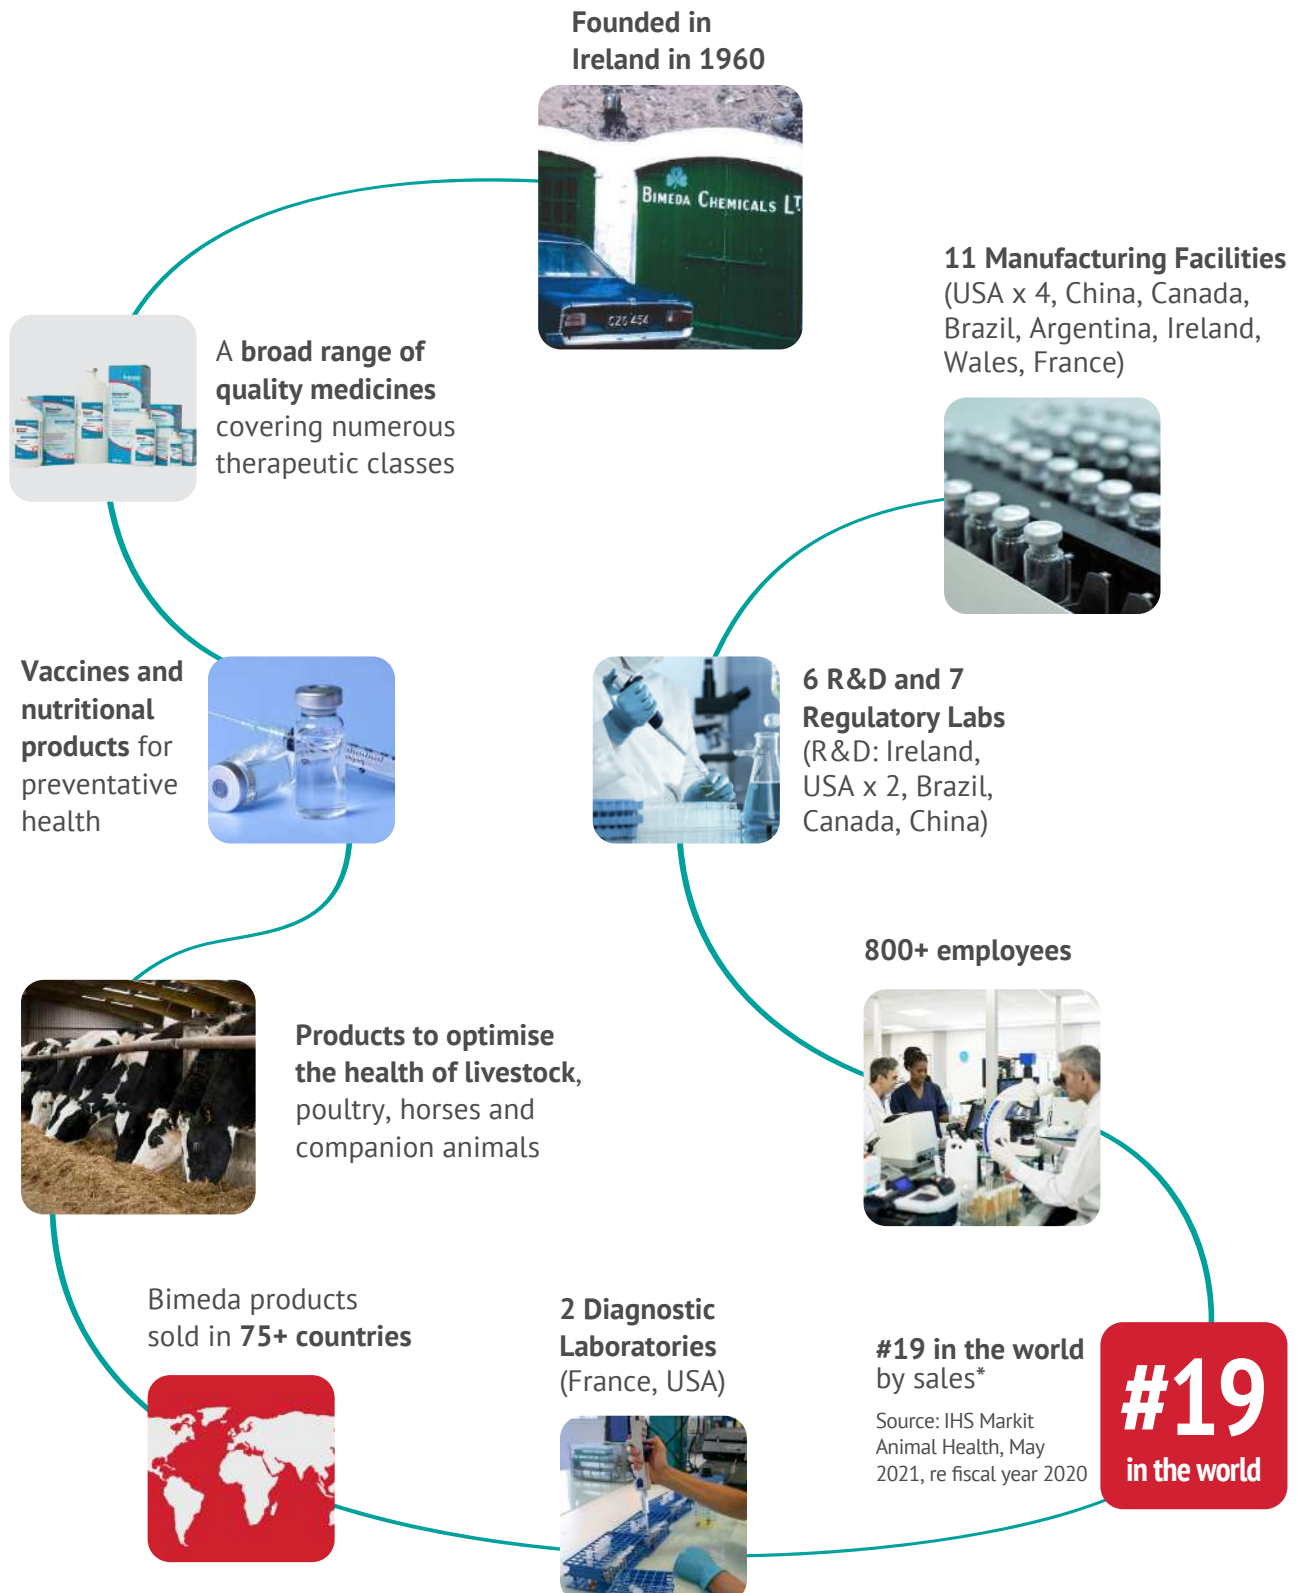 Founded in
Ireland in 1960
BIMEDA CHEMICALS LT
CZC 454
11 Manufacturing Facilities
(USA x 4, China, Canada,
Brazil, Argentina, Ireland,
Wales, France)
A broad range of
quality medicines
covering numerous
therapeutic classes
Vaccines and
nutritional
products for
preventative
health
6 R&D and 7
Regulatory Labs
(R&D: Ireland,
USA x 2, Brazil,
Canada, China)
800+ employees
Products to optimise
the health of livestock,
poultry, horses and
companion animals
Bimeda products
sold in 75+ countries
2 Diagnostic
Laboratories
(France, USA)
#19 in the world
by sales*
Source: IHS Markit
Animal Health, May
2021, re fiscal year 2020
#19
in the world